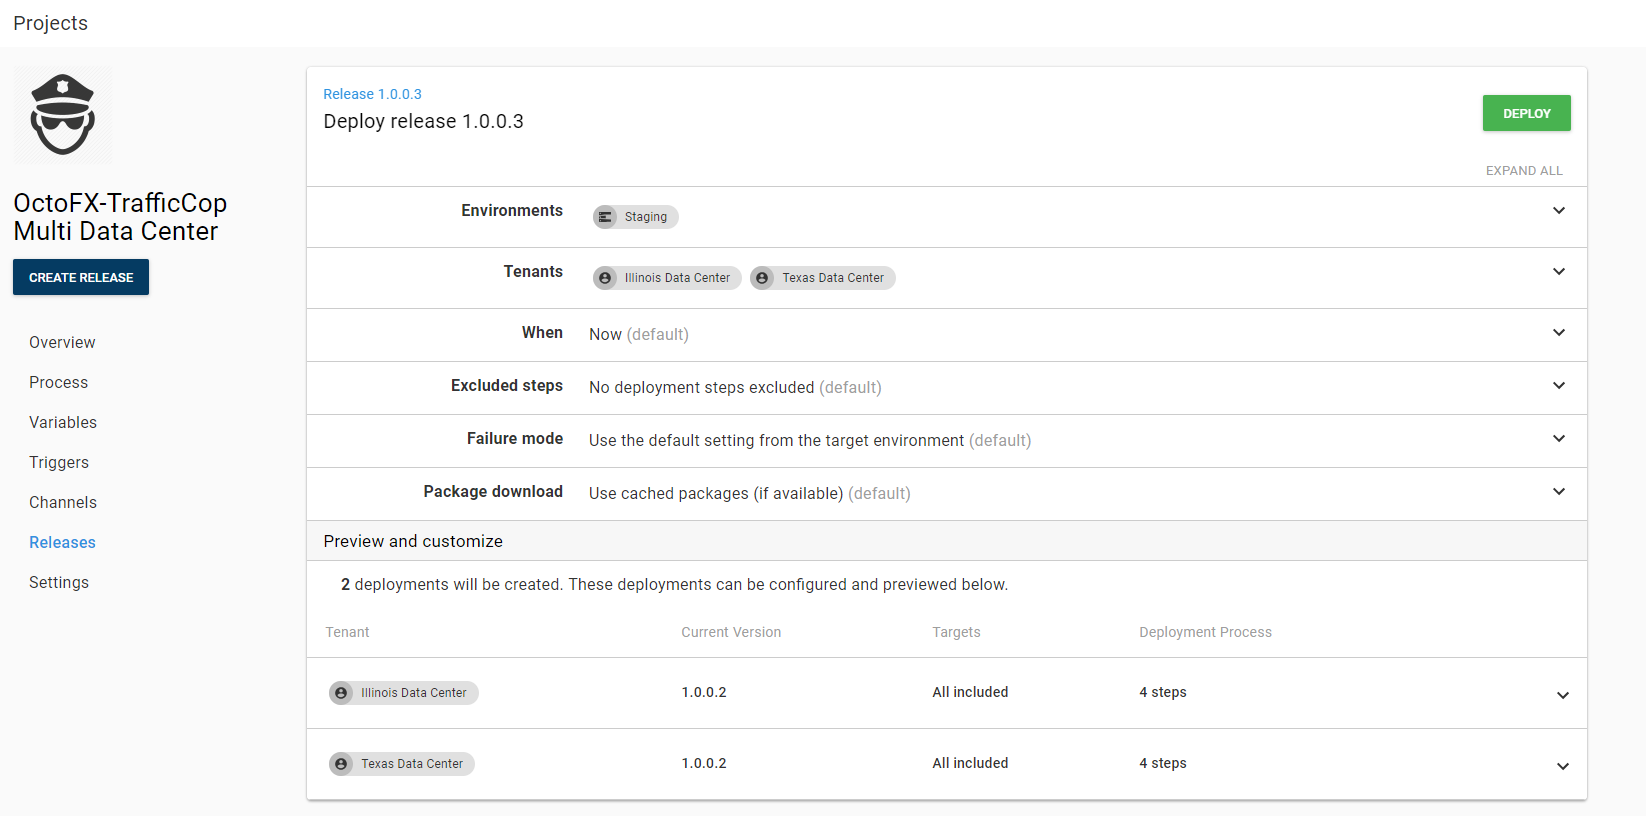 Projects
OctoFX-TrafficCop
Multi Data Center
CREATE RELEASE
Overview
Process
Variables
Triggers
Channels
Releases
Settings
Release 1.0.0.3
Deploy release 1.0.0.3
DEPLOY
EXPAND ALL
Environments Staging
Tenants Illinois Data Center Texas Data Center
When Now (default)
Excluded steps No deployment steps excluded (default)
Failure mode Use the default setting from the target environment (default)
Package download Use cached packages (if available) (default)
Preview and customize
2 deployments will be created. These deployments can be configured and previewed below.
Tenant Current Version Targets Deployment Process
Illinois Data Center 1.0.0.2 All included 4 steps
Texas Data Center 1.0.0.2 All included 4 steps